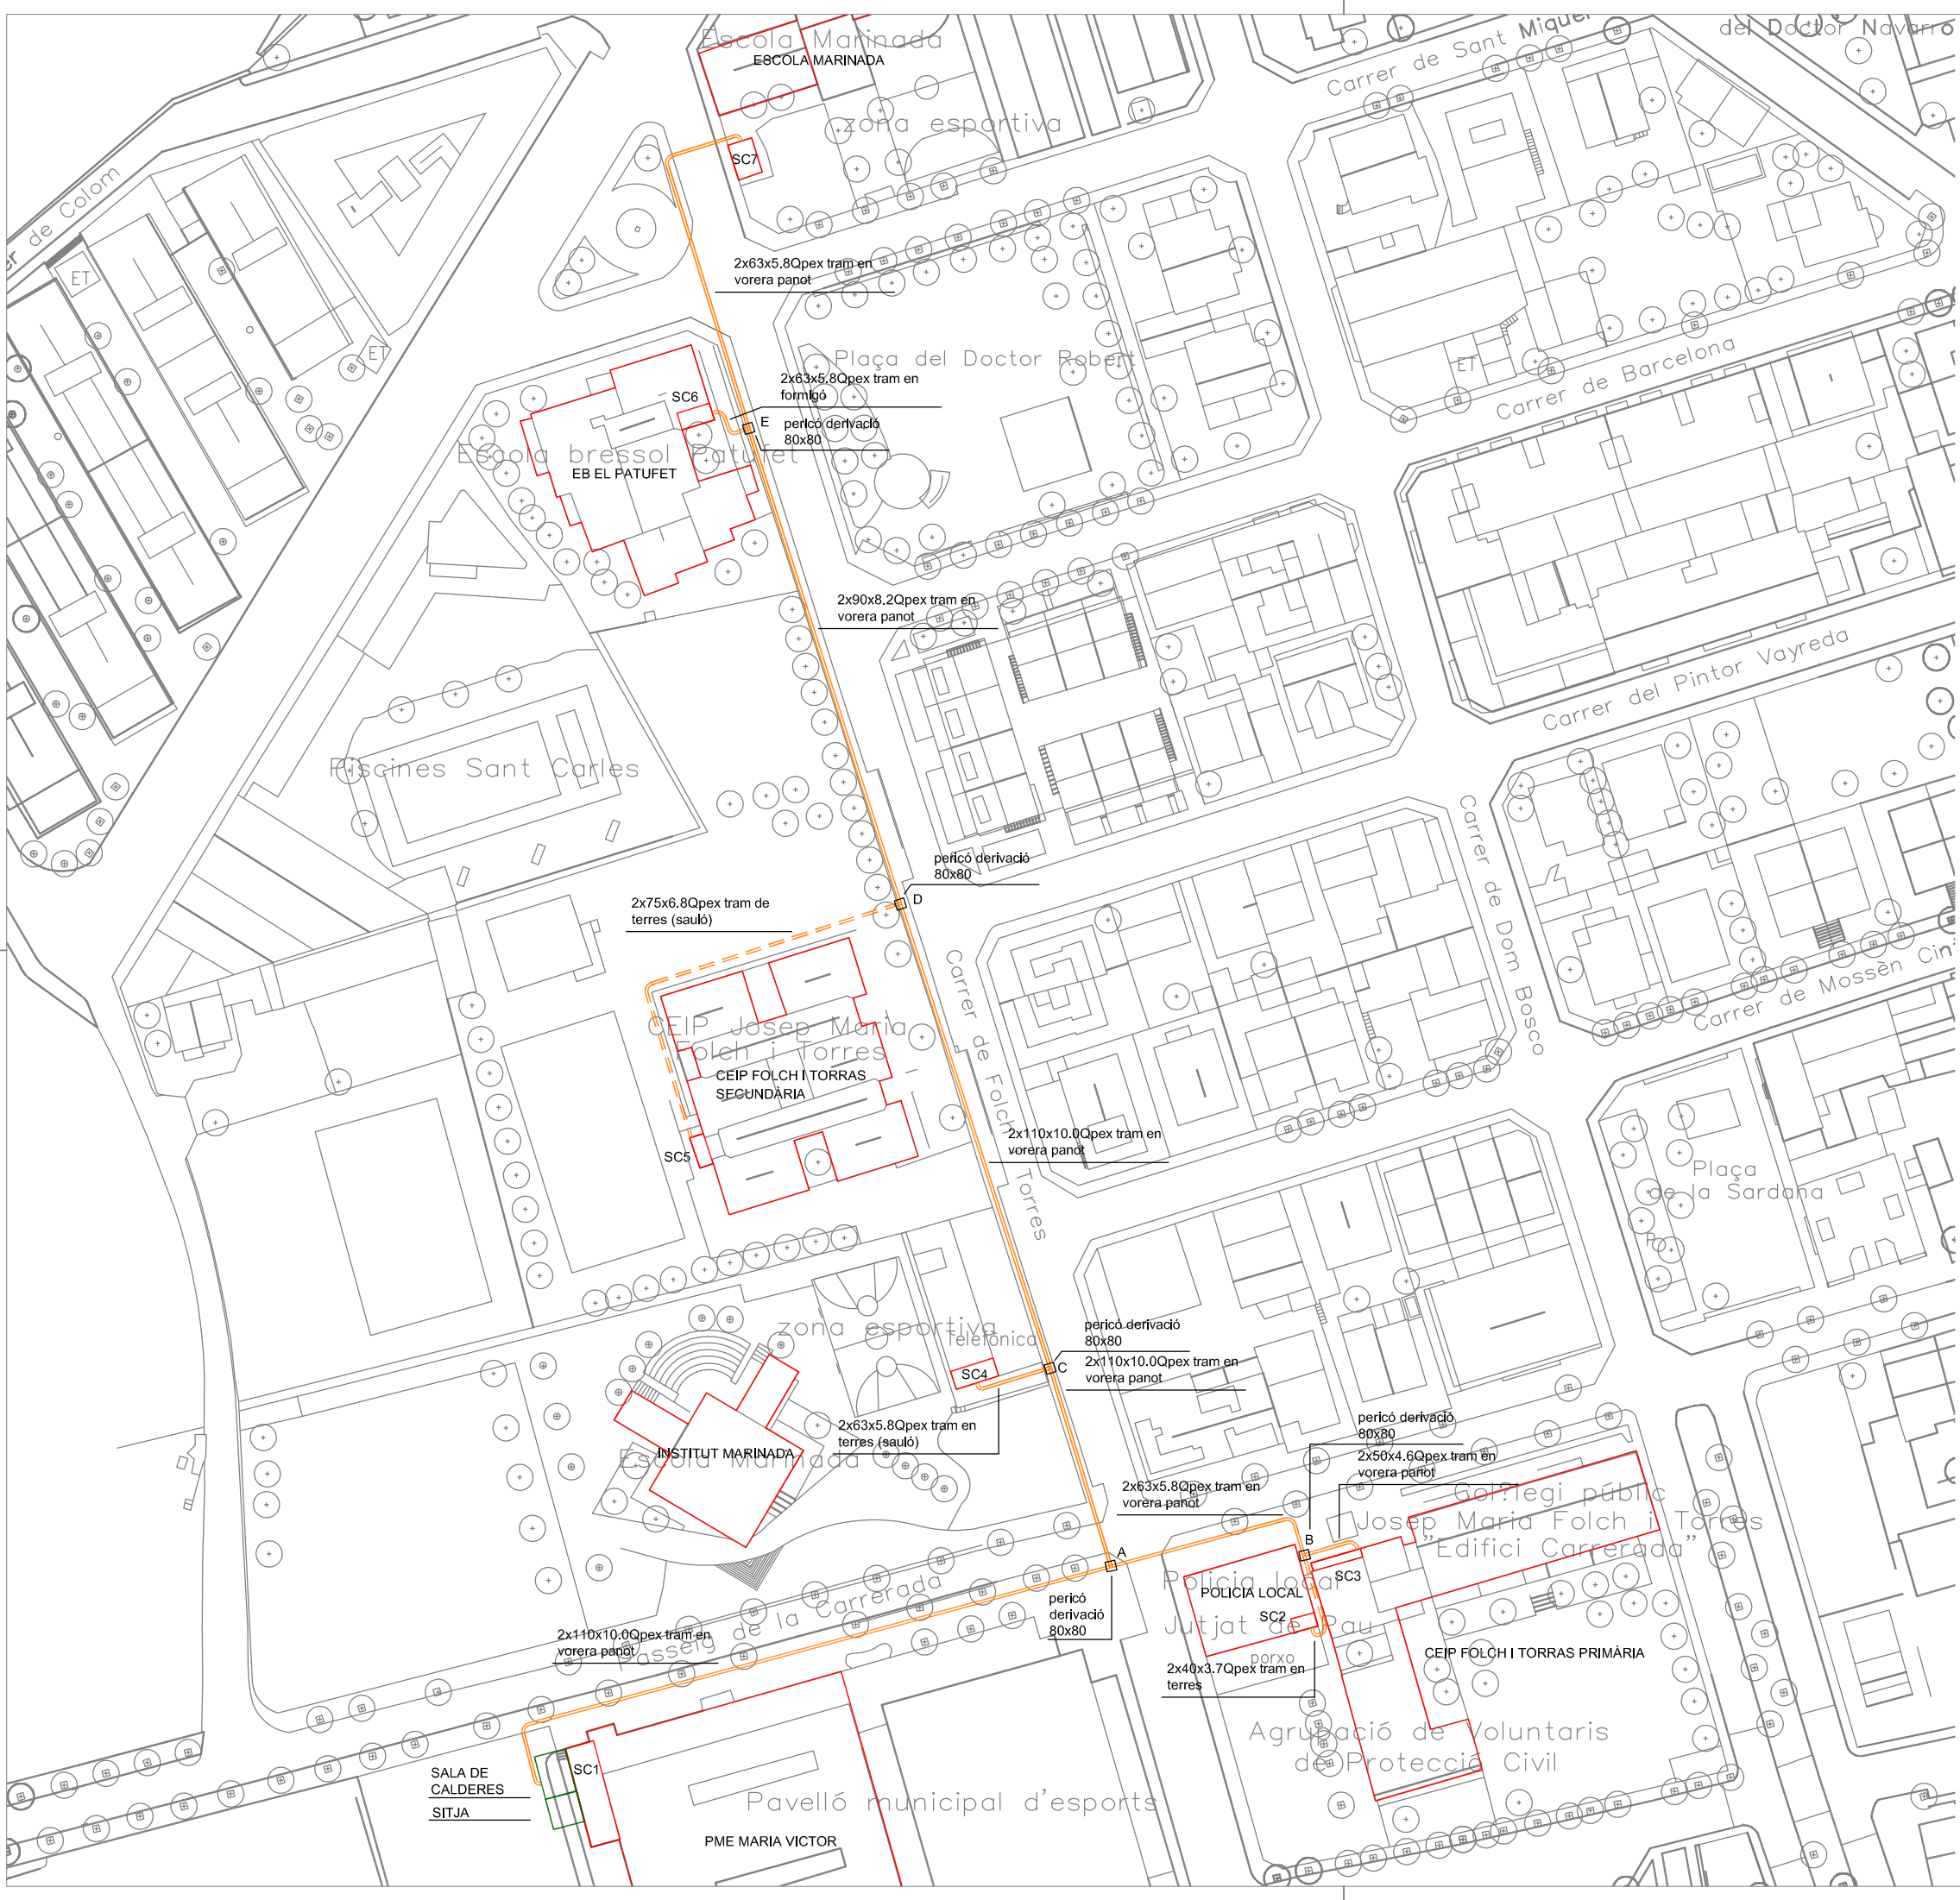 Escola Marinada
ESCOLA MARINADA
Carrer de Sant Miquel
del Doctor Navarro
zona esportiva
SC7
er de Colom
ET
ET
2x63x5.8Qpex tram en
vorera panot
Plaça del Doctor Robert
ET
Carrer de Barcelona
2x63x5.8Qpex tram en
formigó
SC6
E
pericó derivació
80x80
Escola bressol Patufet
EB EL PATUFET
2x90x8,2Qpex tram en
vorera panot
Carrer del Pintor Vayreda
Piscines Sant Carles
Carrer de Dom Bosco
pericó derivació
80x80
D
2x75x6.8Qpex tram de
terres (sauló)
Carrer de Mossèn Cin
Carrer de Folch i Torres
CEIP Josep Maria
Folch i Torres
CEIP FOLCH I TORRAS
SECUNDÀRIA
SC5
2x110x10.0Qpex tram en
vorera panot
Plaça
de la Sardana
P
zona esportiva
Telefònica
pericó derivació
80x80
C
2x110x10.0Qpex tram en
vorera panot
SC4
2x63x5.8Qpex tram en
terres (sauló)
INSTITUT MARINADA
Escola Marinada
pericó derivació
80x80
2x50x4.6Qpex tram en
vorera panot
2x63x5.8Qpex tram en
vorera panot
Col?legi públic
Josep Maria Folch i Torres
"Edifici Carrerada"
A
B
SC3
Policia local
POLICIA LOCAL
SC2
Jutjat de Pau
porxo
pericó
derivació
80x80
Passeig de la Carrerada
2x110x10.0Qpex tram en
vorera panot
2x40x3.7Qpex tram en
terres
CEIP FOLCH I TORRAS PRIMÀRIA
Agrupació de Voluntaris
de Protecció Civil
SALA DE
CALDERES
SITJA
SC1
Pavelló municipal d'esports
PME MARIA VICTOR